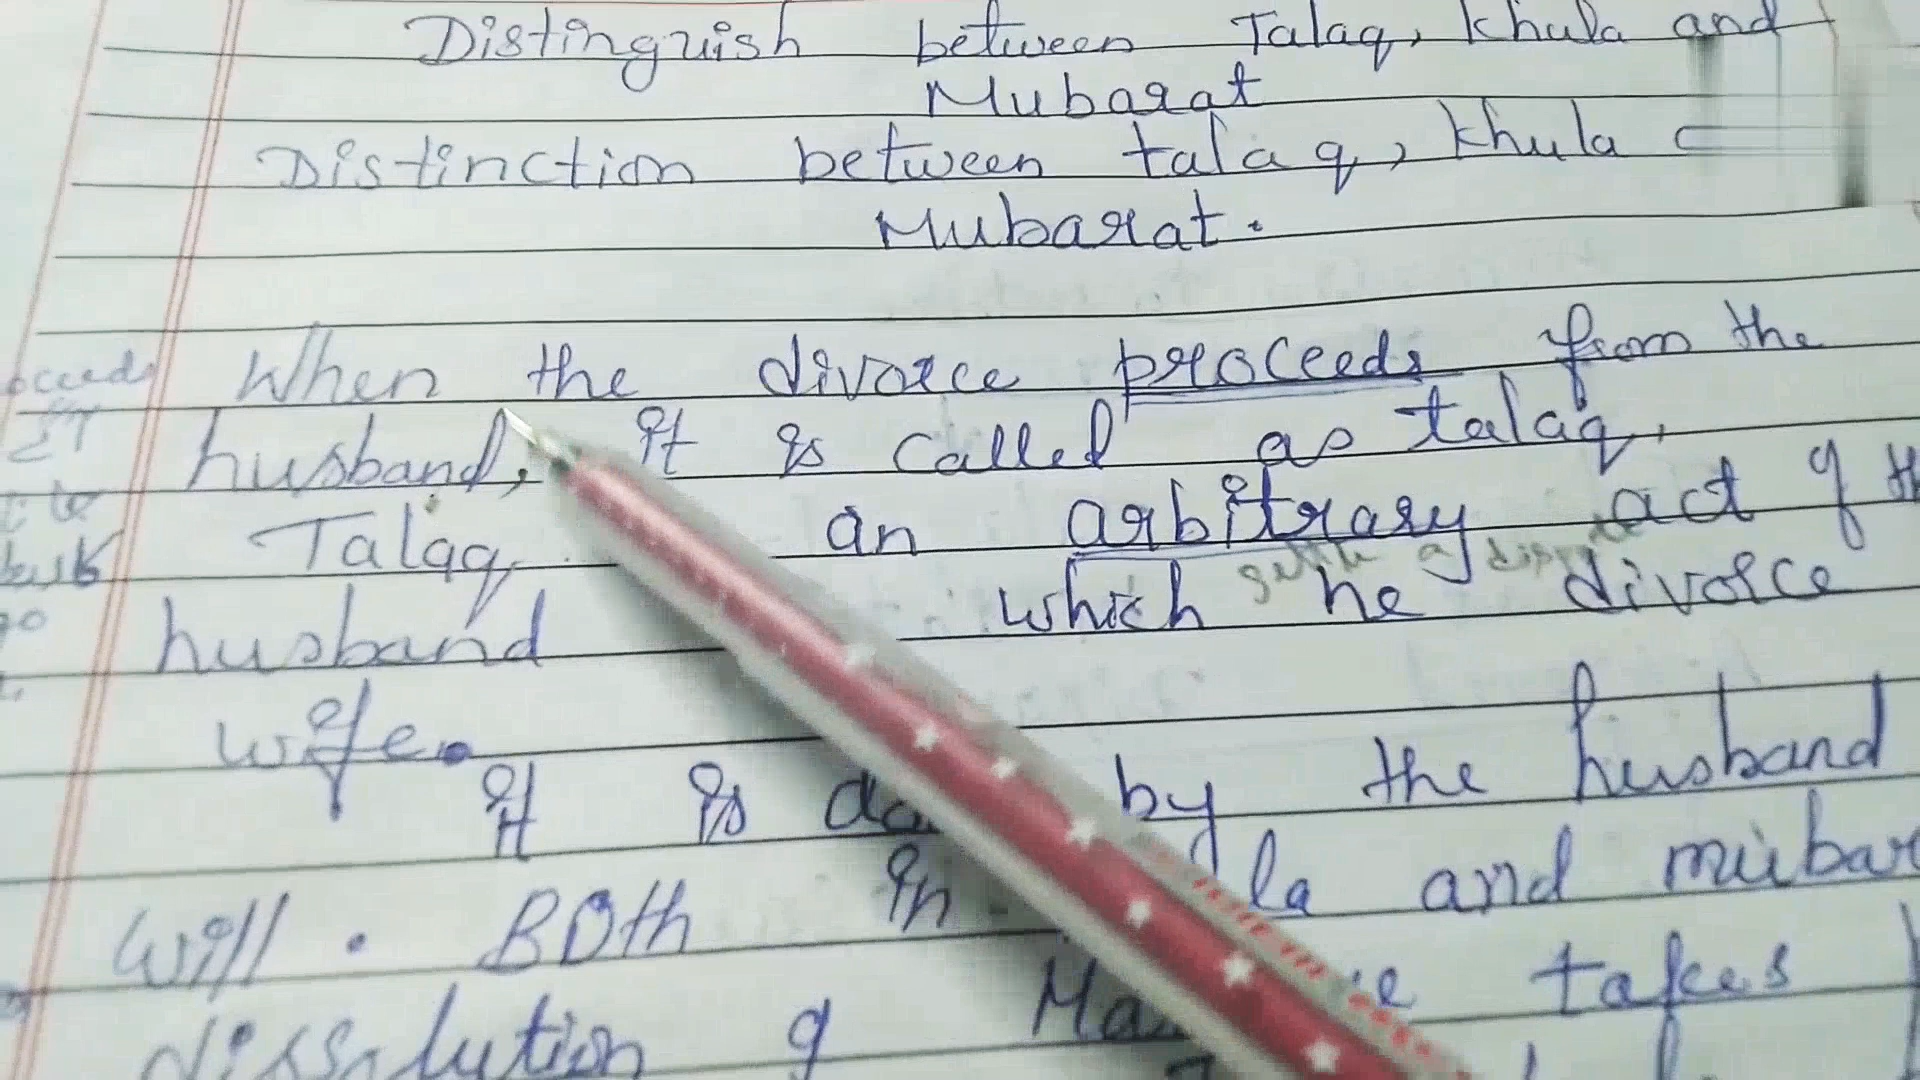 Distinguish between Talaq, Khula and
Mubarat
Distinction between talaq, Khula
Mubarat.
When the divorce proceeds from the
husband, it is called as talaq.
Talaq an arbitrary act of
husband which he divorce
wife.
It is by the husband
will. Both in and
dissolution of takes